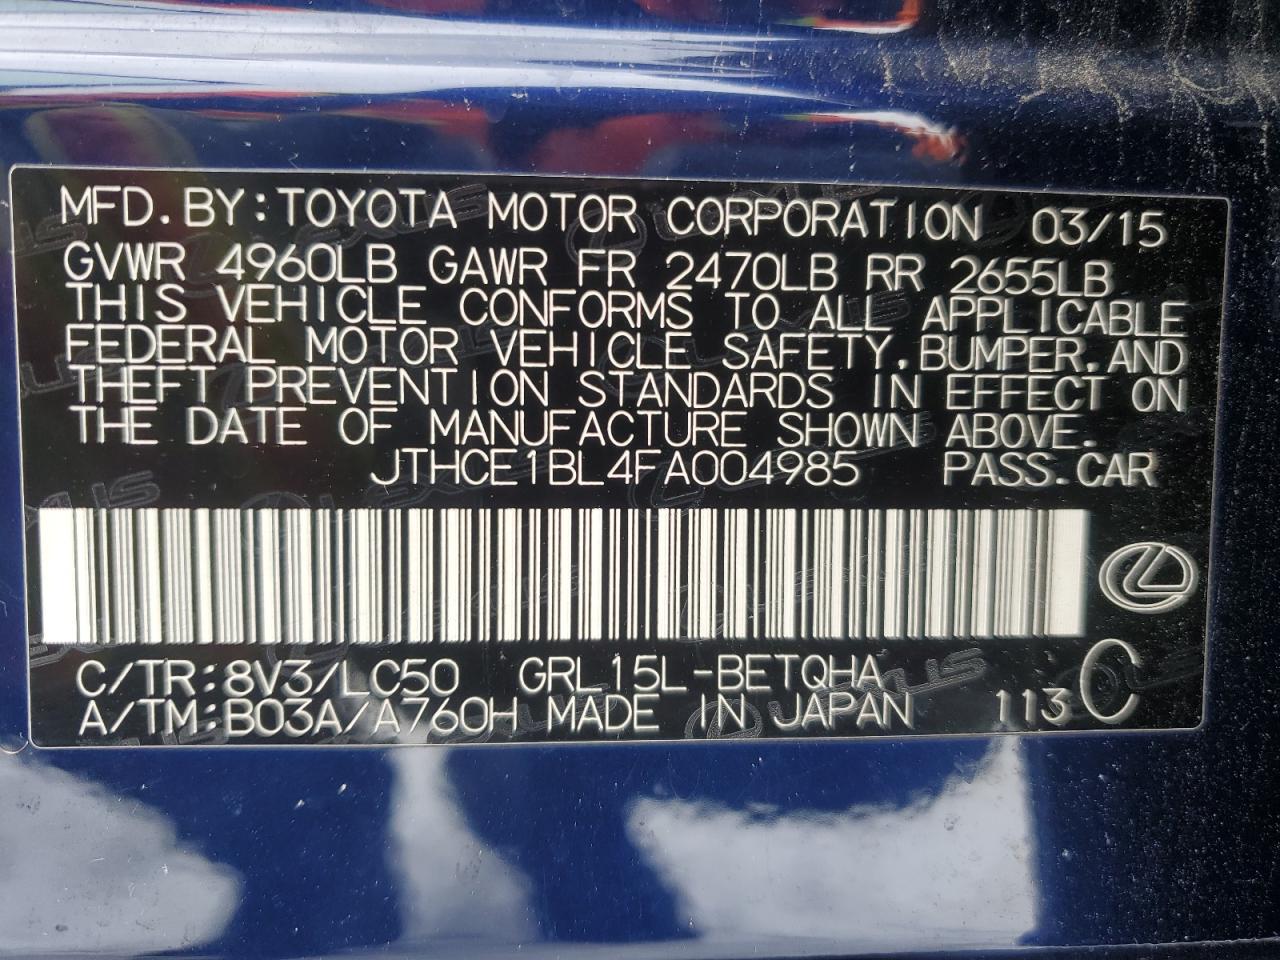 MFD. BY: TOYOTA MOTOR CORPORATION 03/15
GVWR 4960LB GAWR FR 2470LB RR 2655LB
THIS VEHICLE CONFORMS TO ALL APPLICABLE
FEDERAL MOTOR VEHICLE SAFETY, BUMPER, AND
THEFT PREVENTION STANDARDS IN EFFECT ON
THE DATE OF MANUFACTURE SHOWN ABOVE.
JTHCE1BL4FA004985 PASS. CAR
C/TR: 8V3/LC50 GRL15L-BETQHA
A/TM: B03A/A760H MADE IN JAPAN 113 C